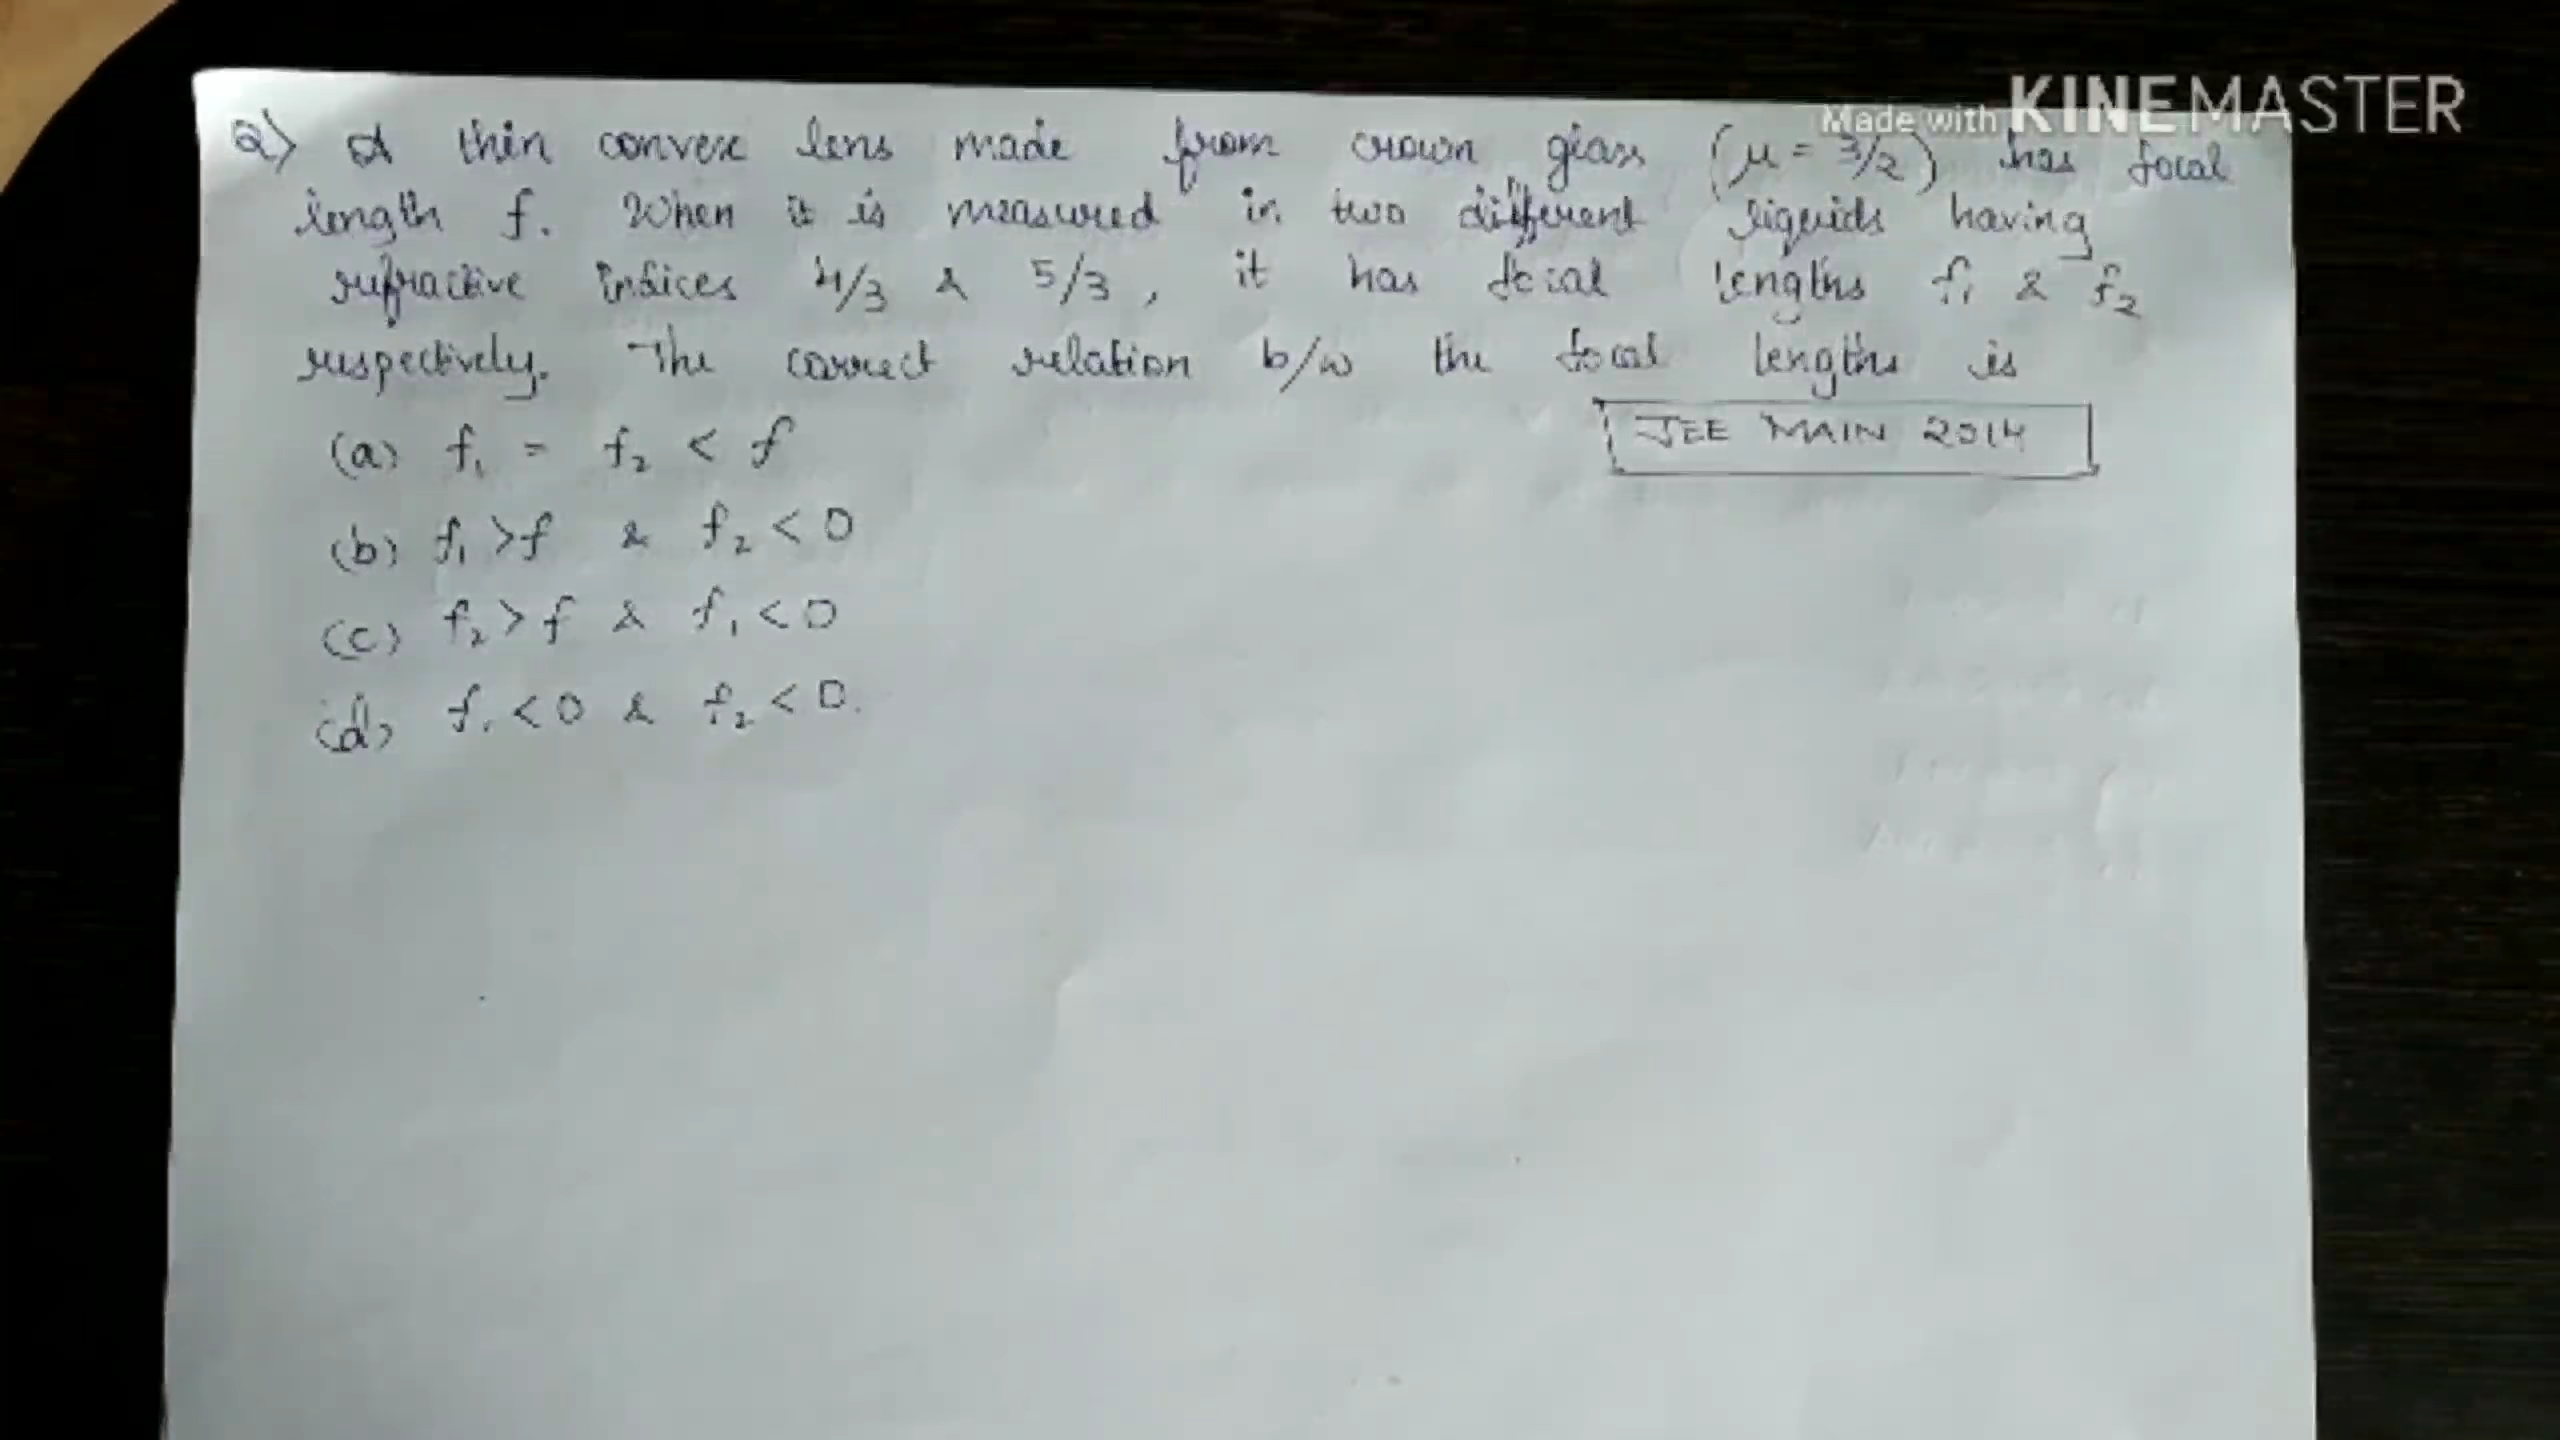 Made with KINEMASTER
Q) A thin convex lens made from crown glass (μ = 3/2) has focal
length f. When it is measured in two different liquids having
refractive indices 4/3 & 5/3, it has focal lengths f₁ & f₂
respectively. The correct relation b/w the focal lengths is
JEE MAIN 2014
(a) f₁ = f₂ < f
(b) f₁ > f & f₂ < 0
(c) f₂ > f & f₁ < 0
(d) f₁ < 0 & f₂ < 0.